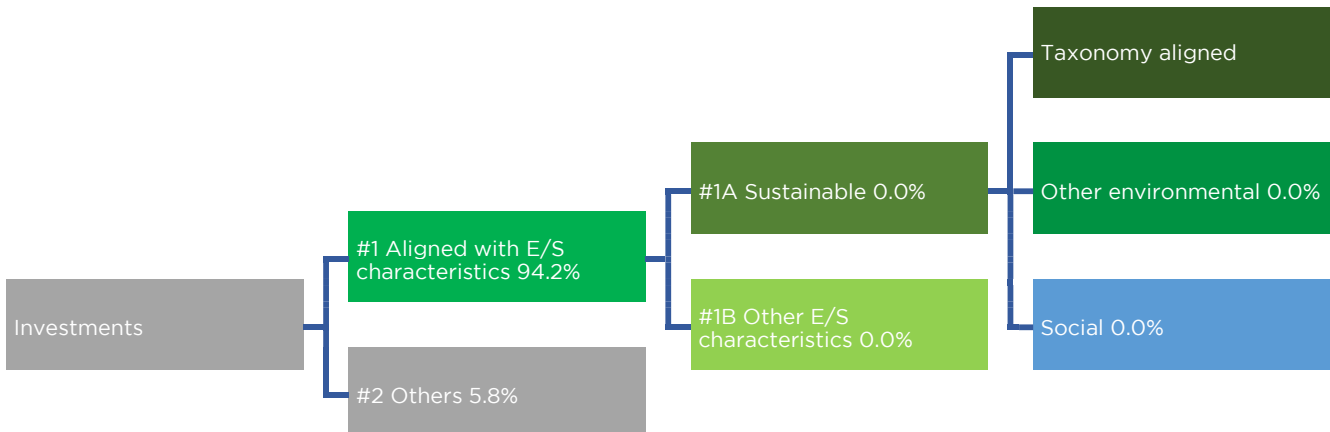 Investments
#1 Aligned with E/S
characteristics 94.2%
#2 Others 5.8%
#1A Sustainable 0.0%
#1B Other E/S
characteristics 0.0%
Taxonomy aligned
Other environmental 0.0%
Social 0.0%